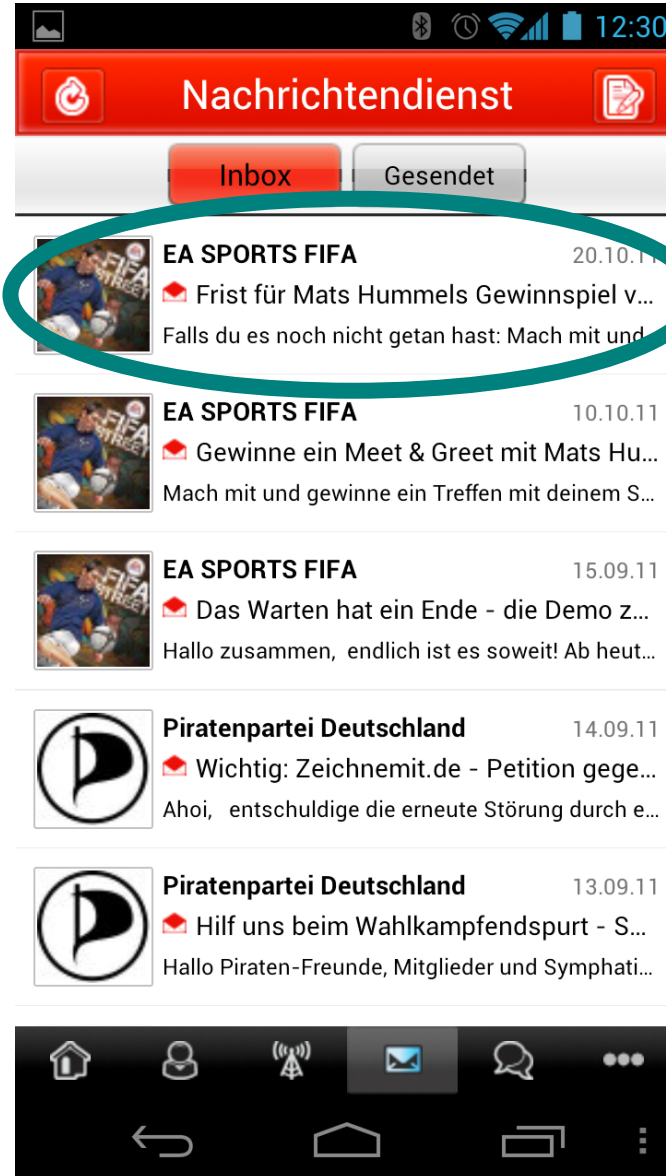 12:30
Nachrichtendienst
Inbox
Gesendet
EA SPORTS FIFA
20.10.11
Frist für Mats Hummels Gewinnspiel v...
Falls du es noch nicht getan hast: Mach mit und
EA SPORTS FIFA
10.10.11
Gewinne ein Meet & Greet mit Mats Hu...
Mach mit und gewinne ein Treffen mit deinem S...
EA SPORTS FIFA
15.09.11
Das Warten hat ein Ende - die Demo z...
Hallo zusammen, endlich ist es soweit! Ab heut...
Piratenpartei Deutschland
14.09.11
Wichtig: Zeichnemit.de - Petition gege...
Ahoi, entschuldige die erneute Störung durch e...
Piratenpartei Deutschland
13.09.11
Hilf uns beim Wahlkampfendspurt - S...
Hallo Piraten-Freunde, Mitglieder und Symphati...